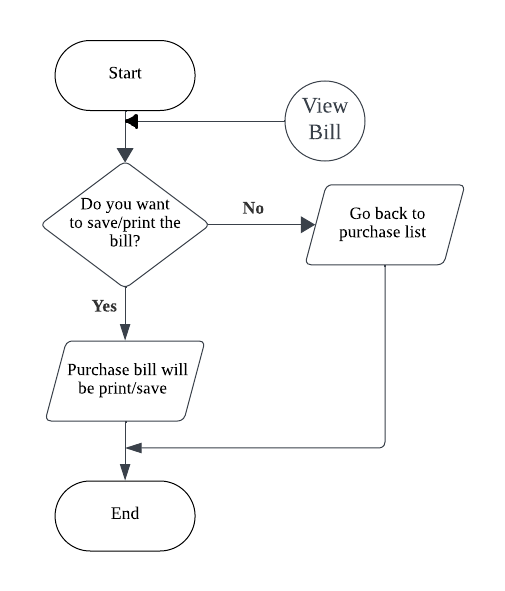 Start
View
Bill
Do you want
to save/print the
bill?
No
Go back to
purchase list
Yes
Purchase bill will
be print/save
End